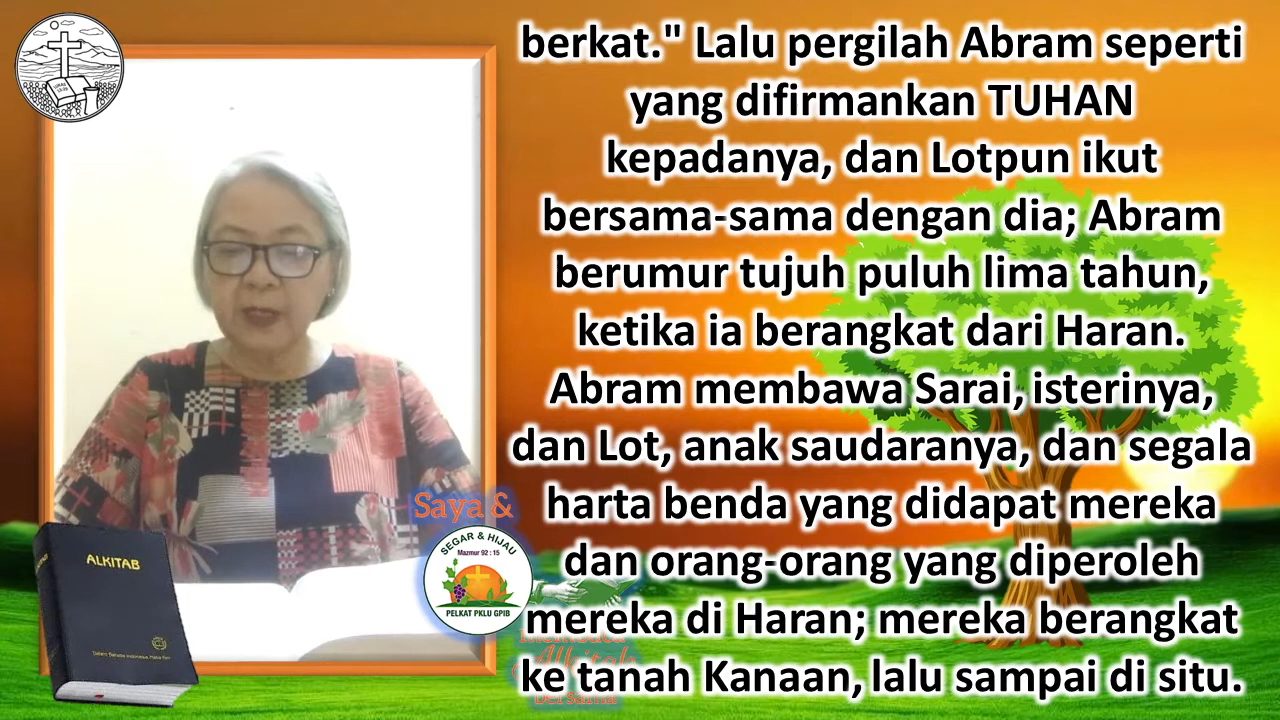 berkat." Lalu pergilah Abram seperti
yang difirmankan TUHAN
kepadanya, dan Lotpun ikut
bersama-sama dengan dia; Abram
berumur tujuh puluh lima tahun,
ketika ia berangkat dari Haran.
Abram membawa Sarai, isterinya,
dan Lot, anak saudaranya, dan segala
harta benda yang didapat mereka
dan orang-orang yang diperoleh
mereka di Haran; mereka berangkat
ke tanah Kanaan, lalu sampai di situ.
Saya &
SEGAR & HIJAU
Mazmur 92 : 15
PELKAT PKLU GPIB
Alkitab
ALKITAB